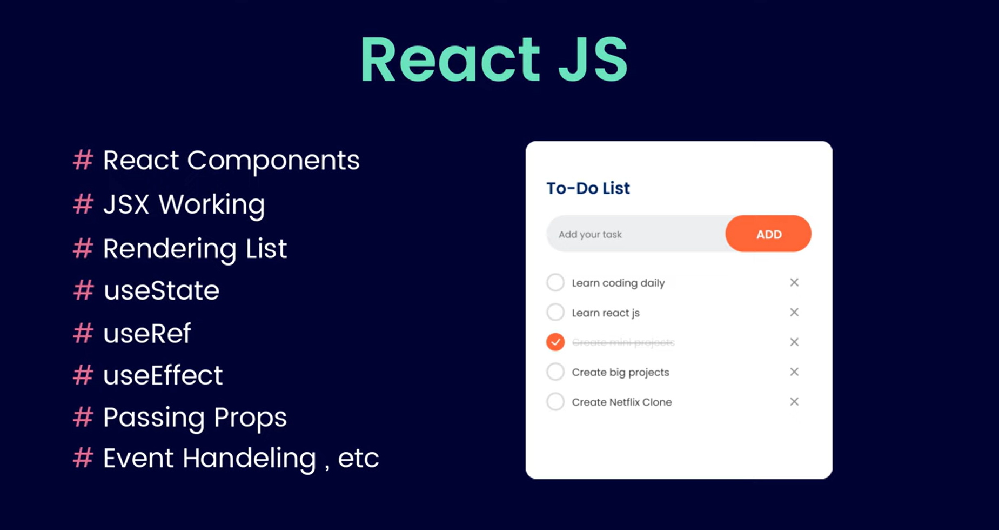 React JS
# React Components
# JSX Working
# Rendering List
# useState
# useRef
# useEffect
# Passing Props
# Event Handeling , etc
To-Do List
Add your task
ADD
Learn coding daily
Learn react js
Create mini projects
Create big projects
Create Netflix Clone